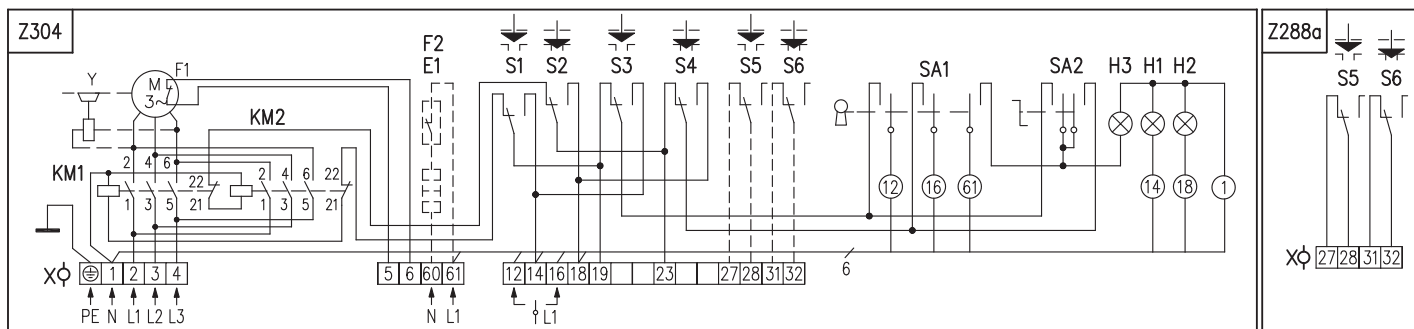 Z304
Z288a
F2
E1
S1 S2 S3 S4 S5 S6
SA1
SA2 H3 H1 H2
S5 S6
Y
F1
M
3~
KM2
KM1
2 4 6
22
2 4 6
22
1 3 5
21
1 3 5
21
12 16 61 14 18 1
6
X 1 2 3 4
5 6 60 61
12 14 16 18 19 23 27 28 31 32
X 27 28 31 32
PE N L1 L2 L3
N L1
L1